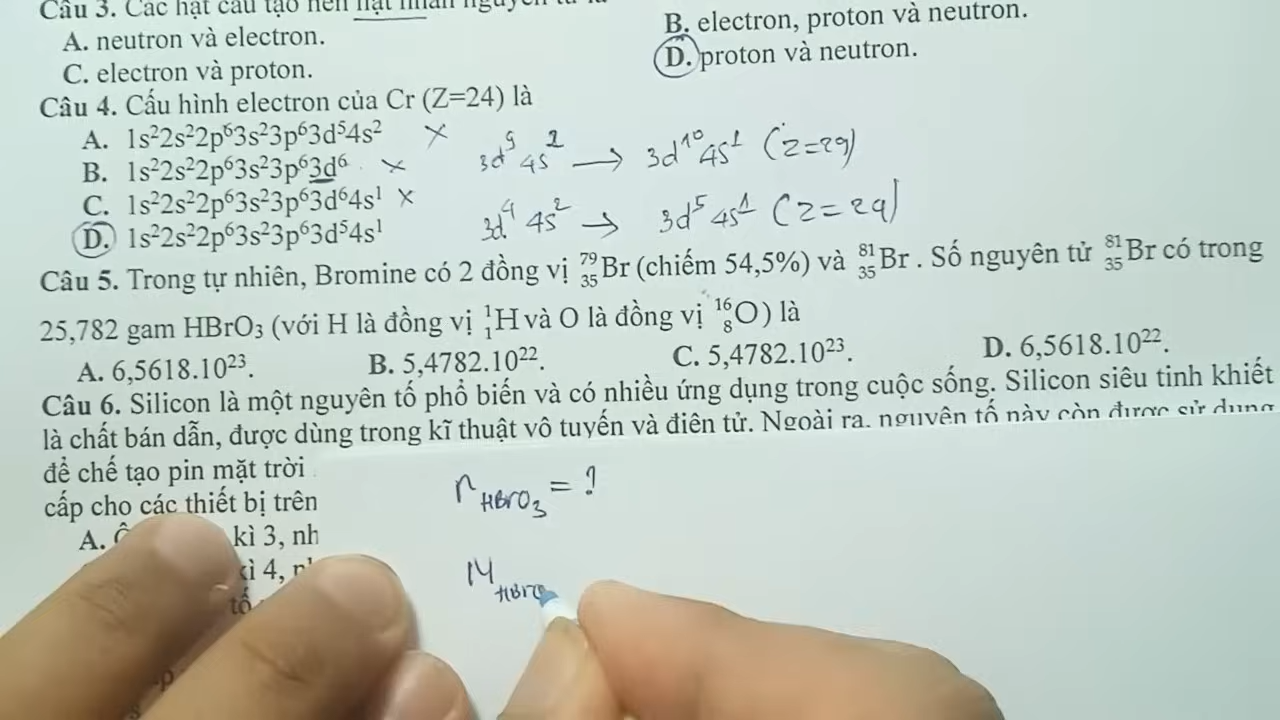 Câu 3. Các hạt cấu tạo nên hạt nhân nguyên tử là
A. neutron và electron.
B. electron, proton và neutron.
C. electron và proton.
D. proton và neutron.
Câu 4. Cấu hình electron của Cr (Z=24) là
A. 1s²2s²2p⁶3s²3p⁶3d⁵4s² ×
B. 1s²2s²2p⁶3s²3p⁶3d⁶ ×
C. 1s²2s²2p⁶3s²3p⁶3d⁶4s¹ ×
D. 1s²2s²2p⁶3s²3p⁶3d⁵4s¹
3d⁹ 4s² → 3d¹⁰ 4s¹ (Z=29)
3d⁴ 4s² → 3d⁵ 4s¹ (Z=24)
Câu 5. Trong tự nhiên, Bromine có 2 đồng vị ⁷⁹₃₅Br (chiếm 54,5%) và ⁸¹₃₅Br . Số nguyên tử ⁸¹₃₅Br có trong
25,782 gam HBrO₃ (với H là đồng vị ¹₁H và O là đồng vị ¹⁶₈O) là
A. 6,5618.10²³. B. 5,4782.10²². C. 5,4782.10²³. D. 6,5618.10²².
Câu 6. Silicon là một nguyên tố phổ biến và có nhiều ứng dụng trong cuộc sống. Silicon siêu tinh khiết
là chất bán dẫn, được dùng trong kĩ thuật vô tuyến và điện tử. Ngoài ra, nguyên tố này còn được sử dụng
để chế tạo pin mặt trời
cấp cho các thiết bị trên
A. kì 3, nh
kì 4,
tố
n HBrO₃ = ?
M HBrO